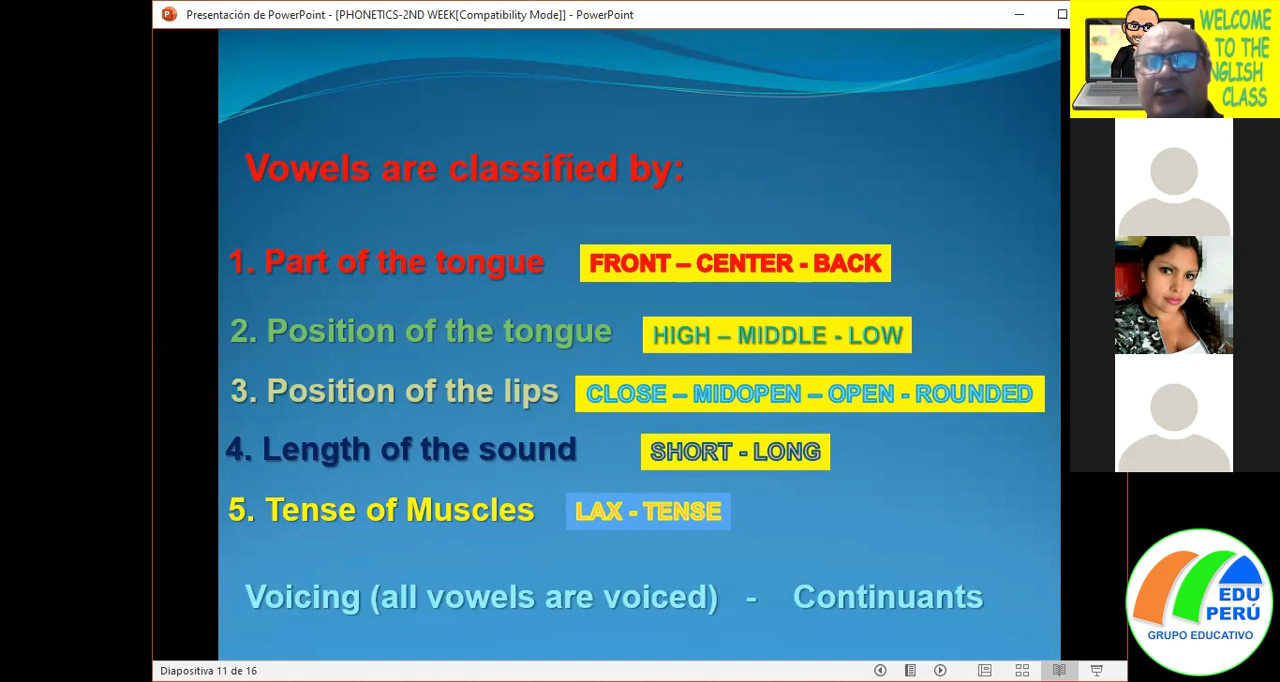 Presentación de PowerPoint - [PHONETICS-2ND WEEK[Compatibility Mode]] - PowerPoint
WELCOME
TO THE
NGLISH
CLASS
Vowels are classified by:
1. Part of the tongue FRONT – CENTER - BACK
2. Position of the tongue HIGH – MIDDLE - LOW
3. Position of the lips CLOSE – MIDOPEN – OPEN - ROUNDED
4. Length of the sound SHORT - LONG
5. Tense of Muscles LAX - TENSE
Voicing (all vowels are voiced) - Continuants
EDU
PERÚ
GRUPO EDUCATIVO
Diapositiva 11 de 16